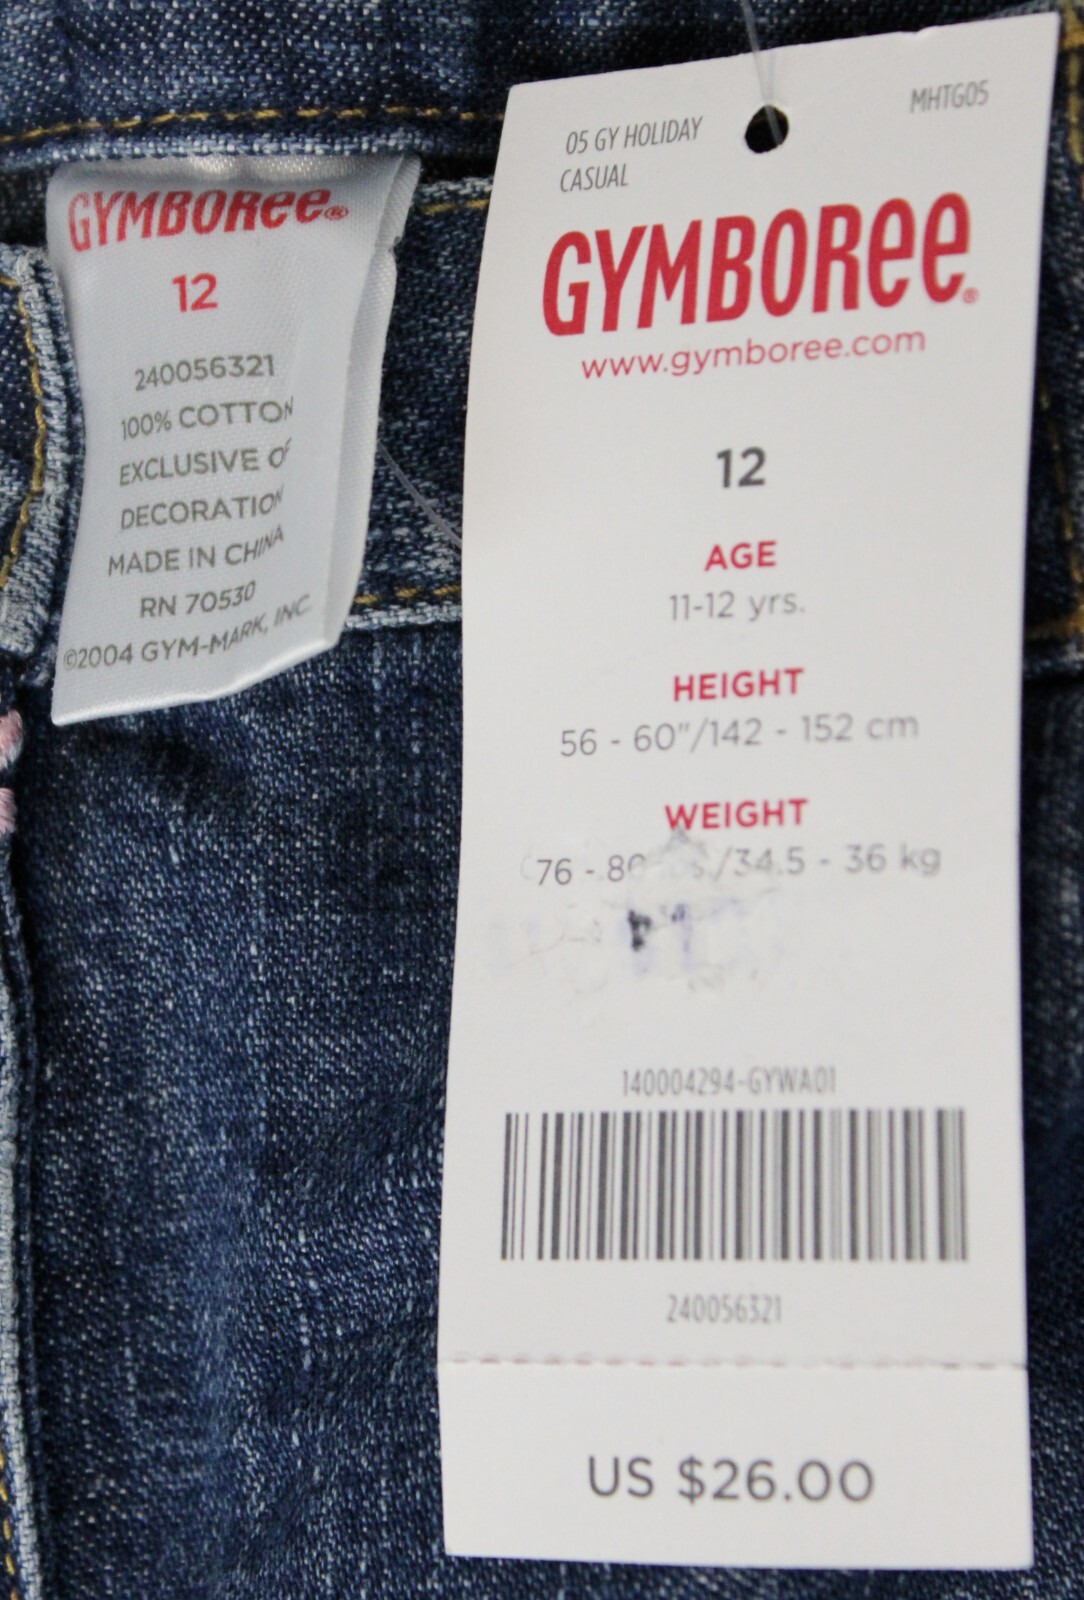 GYMBOREE®
12
240056321
100% COTTON
EXCLUSIVE OF
DECORATION
MADE IN CHINA
RN 70530
©2004 GYM-MARK, INC.
MHTG05
05 GY HOLIDAY
CASUAL
GYMBOREE®
www.gymboree.com
12
AGE
11-12 yrs.
HEIGHT
56 - 60"/142 - 152 cm
WEIGHT
76 - /34.5 - 36 kg
140004294-GYWA01
240056321
US $26.00